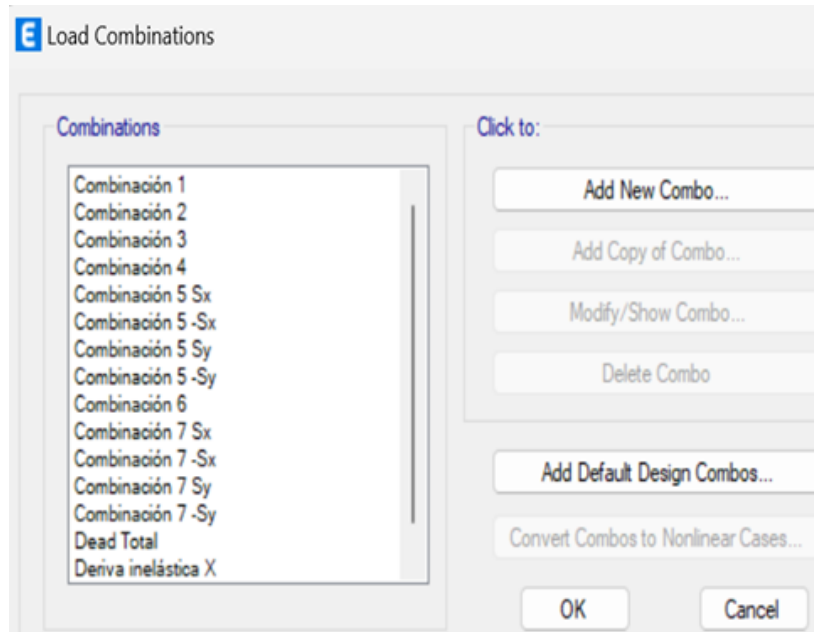 E Load Combinations
Combinations
Combinación 1
Combinación 2
Combinación 3
Combinación 4
Combinación 5 Sx
Combinación 5 -Sx
Combinación 5 Sy
Combinación 5 -Sy
Combinación 6
Combinación 7 Sx
Combinación 7 -Sx
Combinación 7 Sy
Combinación 7 -Sy
Dead Total
Deriva inelástica X
Click to:
Add New Combo...
Add Copy of Combo...
Modify/Show Combo...
Delete Combo
Add Default Design Combos...
Convert Combos to Nonlinear Cases...
OK
Cancel